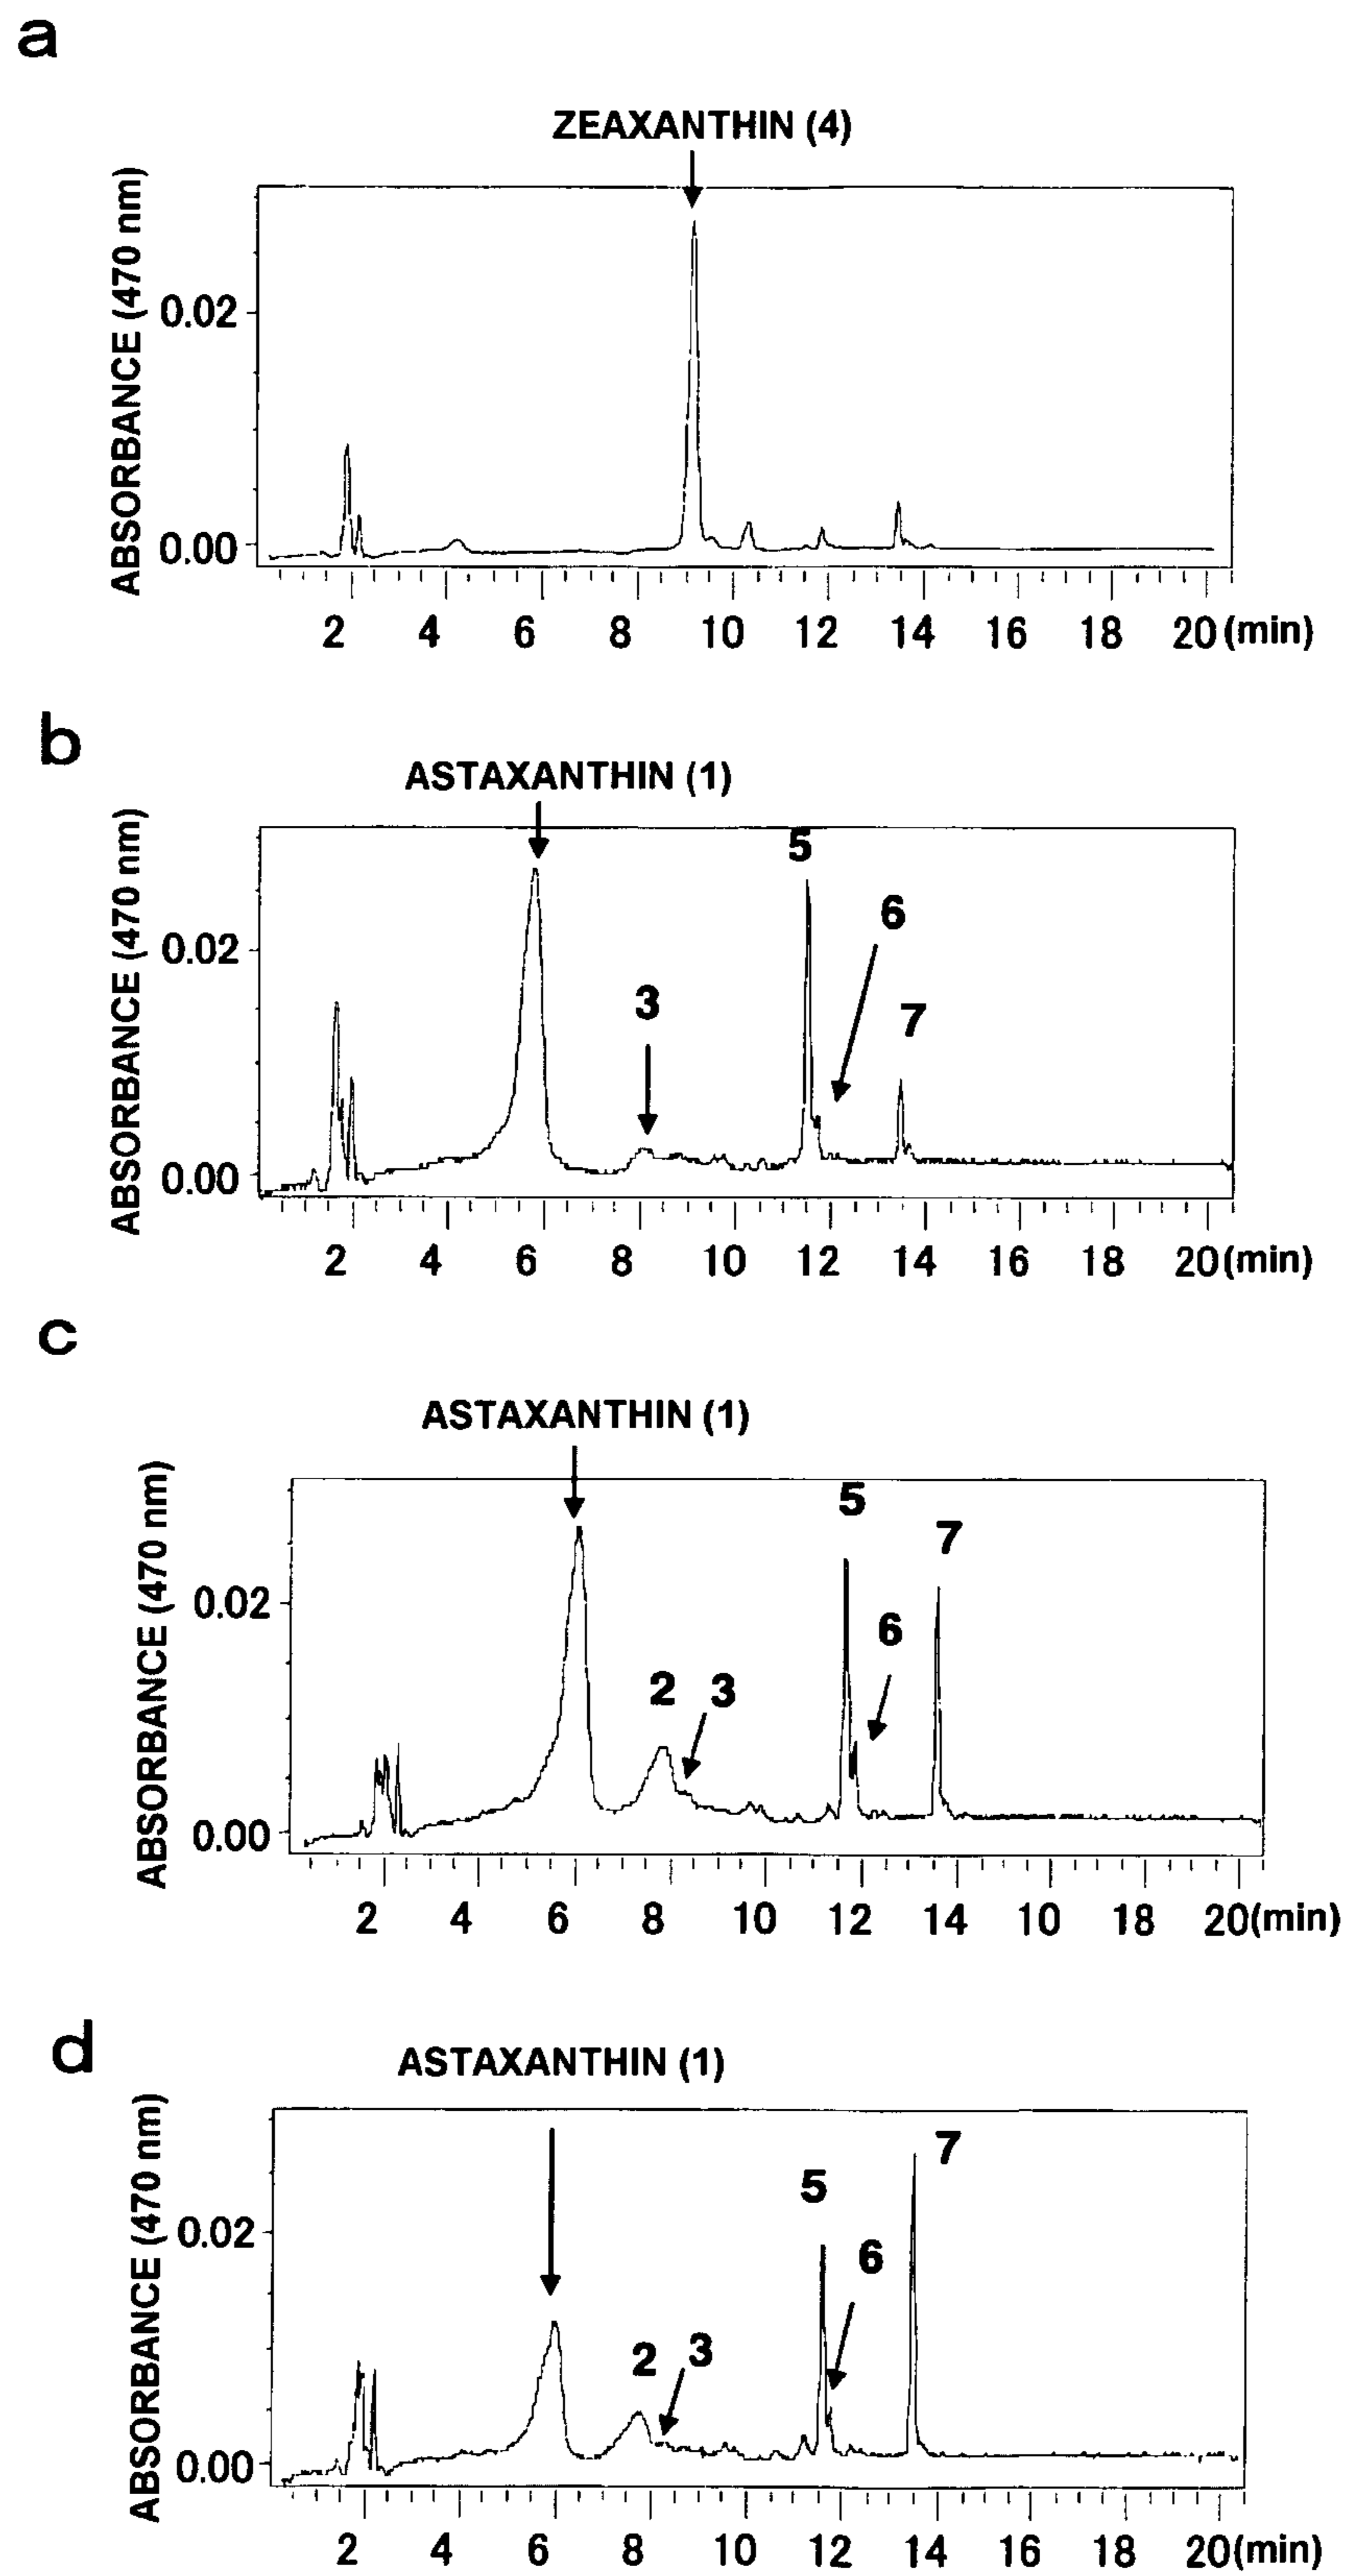 a
ZEAXANTHIN (4)
ABSORBANCE (470 nm)
0.02
0.00
2 4 6 8 10 12 14 16 18 20 (min)
b
ASTAXANTHIN (1)
ABSORBANCE (470 nm)
5
6
0.02
3
7
0.00
2 4 6 8 10 12 14 16 18 20 (min)
c
ASTAXANTHIN (1)
ABSORBANCE (470 nm)
5
7
0.02
6
2 3
0.00
2 4 6 8 10 12 14 10 18 20 (min)
d
ASTAXANTHIN (1)
ABSORBANCE (470 nm)
7
5
0.02
6
2 3
0.00
2 4 6 8 10 12 14 16 18 20 (min)